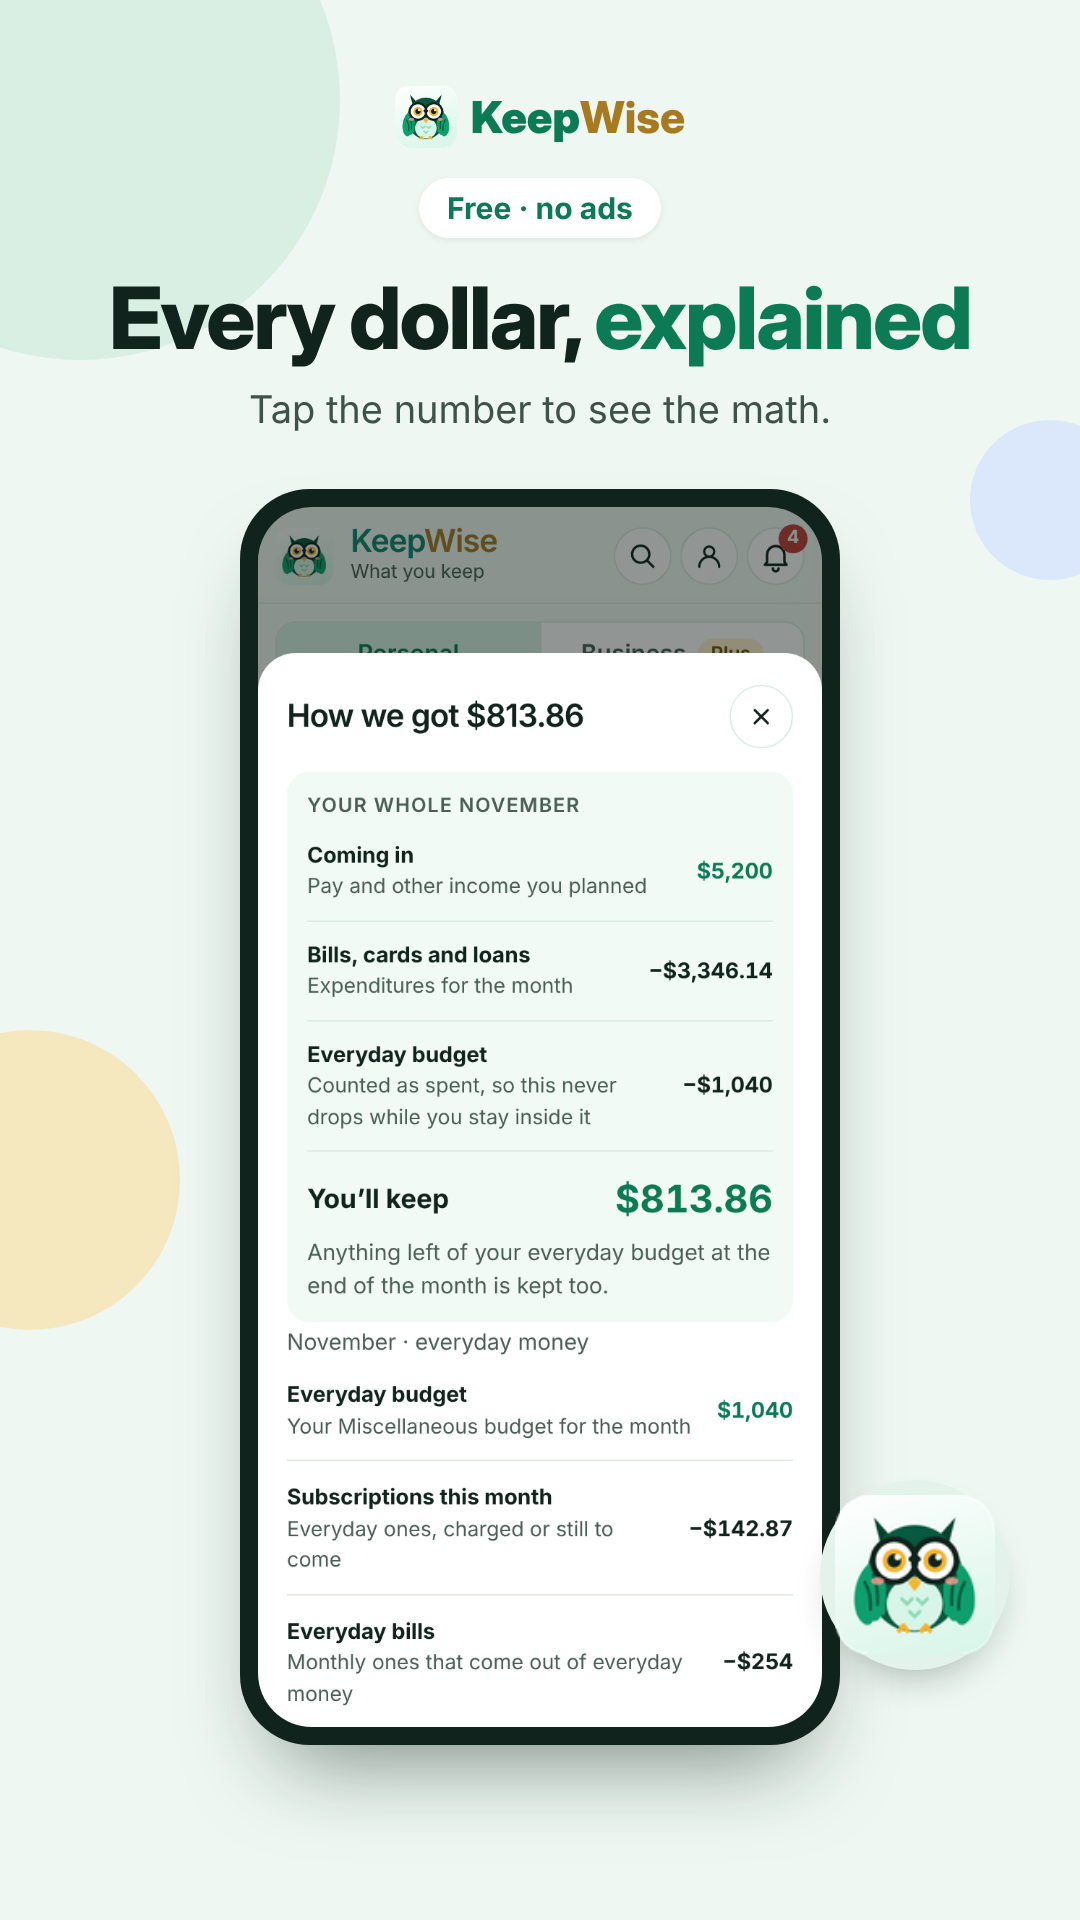 KeepWise
Free · no ads
Every dollar, explained
Tap the number to see the math.
KeepWise
What you keep
4
Personal
Business Plus
How we got $813.86
YOUR WHOLE NOVEMBER
Coming in
Pay and other income you planned
$5,200
Bills, cards and loans
Expenditures for the month
−$3,346.14
Everyday budget
Counted as spent, so this never
drops while you stay inside it
−$1,040
You’ll keep
$813.86
Anything left of your everyday budget at the
end of the month is kept too.
November · everyday money
Everyday budget
Your Miscellaneous budget for the month
$1,040
Subscriptions this month
Everyday ones, charged or still to
come
−$142.87
Everyday bills
Monthly ones that come out of everyday
money
−$254